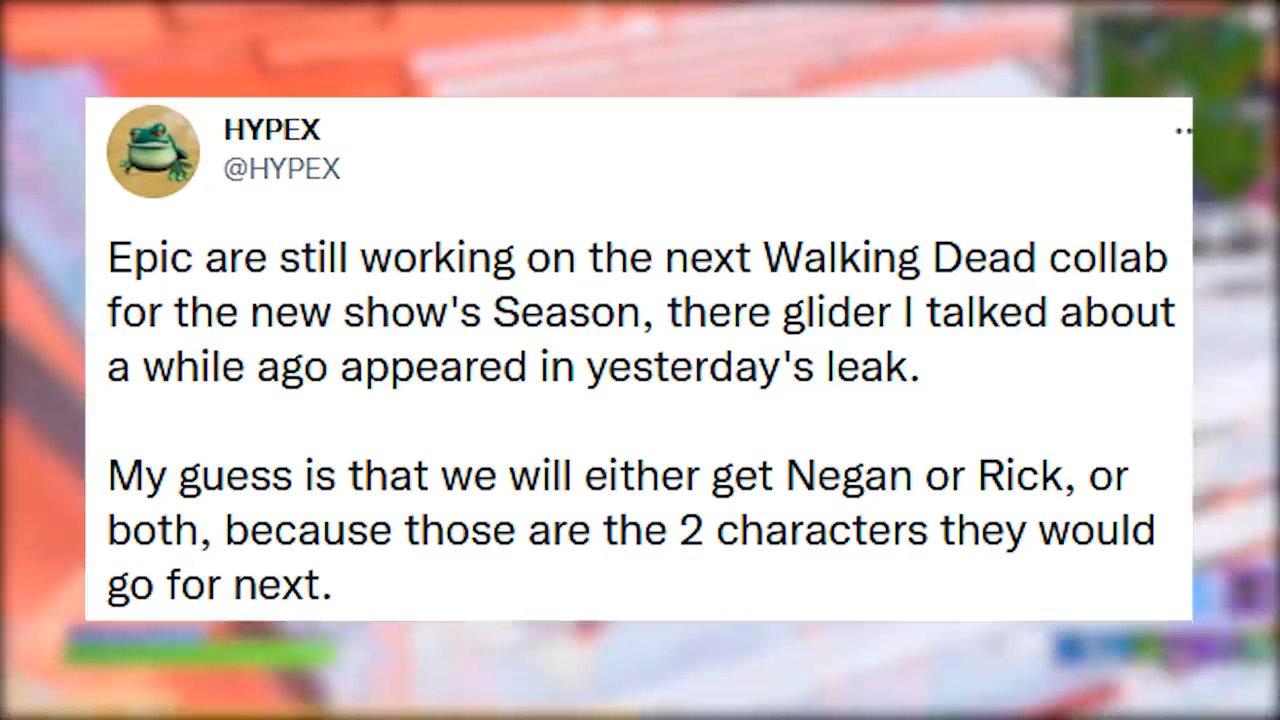 HYPEX
@HYPEX
Epic are still working on the next Walking Dead collab
for the new show's Season, there glider I talked about
a while ago appeared in yesterday's leak.
My guess is that we will either get Negan or Rick, or
both, because those are the 2 characters they would
go for next.